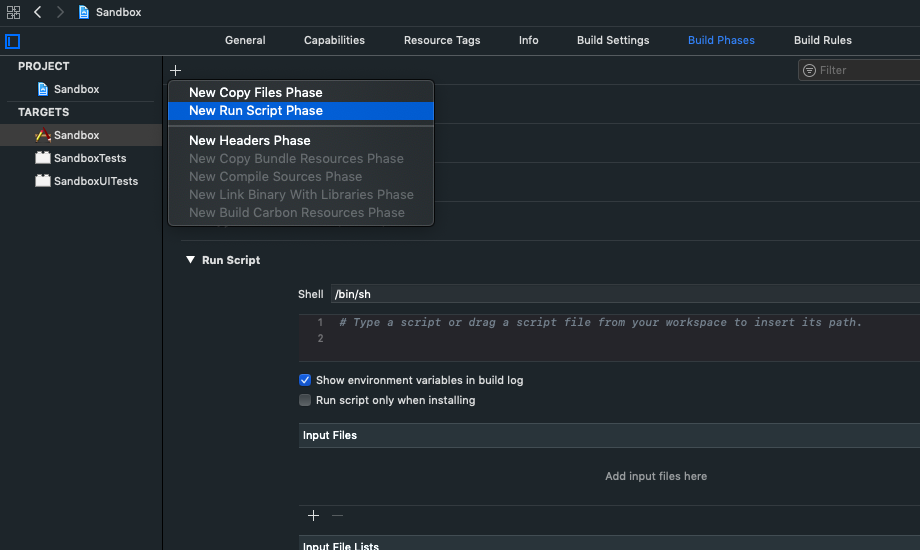 Sandbox
General Capabilities Resource Tags Info Build Settings Build Phases Build Rules
PROJECT
Sandbox
TARGETS
Sandbox
SandboxTests
SandboxUITests
Filter
New Copy Files Phase
New Run Script Phase
New Headers Phase
New Copy Bundle Resources Phase
New Compile Sources Phase
New Link Binary With Libraries Phase
New Build Carbon Resources Phase
Run Script
Shell /bin/sh
1 # Type a script or drag a script file from your workspace to insert its path.
2
Show environment variables in build log
Run script only when installing
Input Files
Add input files here
Input File Lists